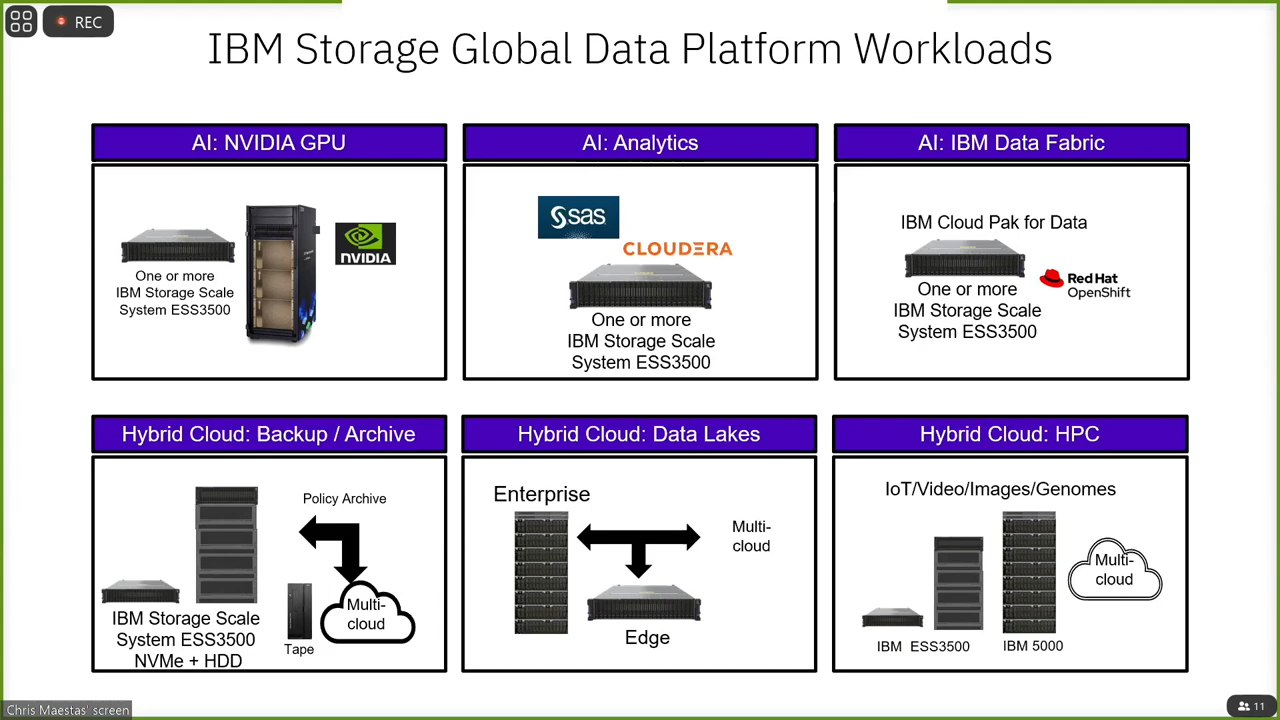 REC
IBM Storage Global Data Platform Workloads
AI: NVIDIA GPU
One or more
IBM Storage Scale
System ESS3500
NVIDIA
AI: Analytics
sas
CLOUDERA
One or more
IBM Storage Scale
System ESS3500
AI: IBM Data Fabric
IBM Cloud Pak for Data
One or more
IBM Storage Scale
System ESS3500
Red Hat
OpenShift
Hybrid Cloud: Backup / Archive
Policy Archive
IBM Storage Scale
System ESS3500
NVMe + HDD
Tape
Multi-
cloud
Hybrid Cloud: Data Lakes
Enterprise
Multi-
cloud
Edge
Hybrid Cloud: HPC
IoT/Video/Images/Genomes
Multi-
cloud
IBM ESS3500
IBM 5000
Chris Maestas' screen
11